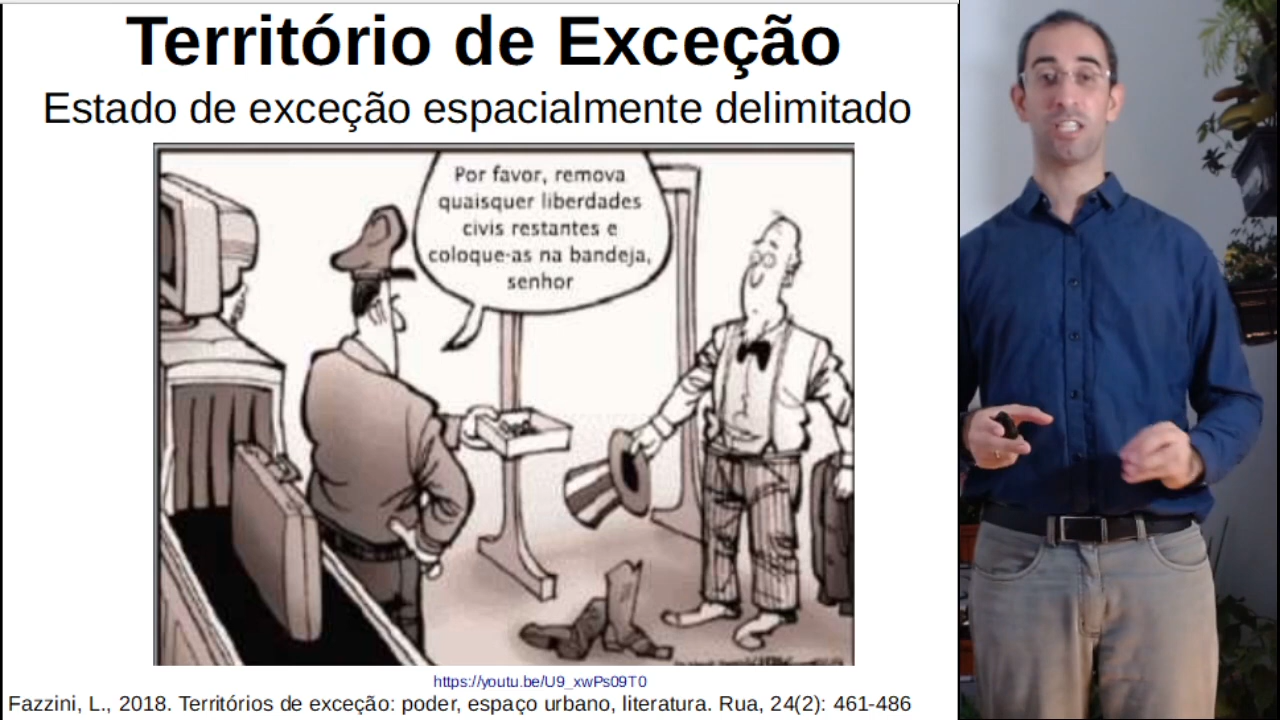 Território de Exceção
Estado de exceção espacialmente delimitado
Por favor, remova
quaisquer liberdades
civis restantes e
coloque-as na bandeja,
senhor
https://youtu.be/U9_xwPs09T0
Fazzini, L., 2018. Territórios de exceção: poder, espaço urbano, literatura. Rua, 24(2): 461-486